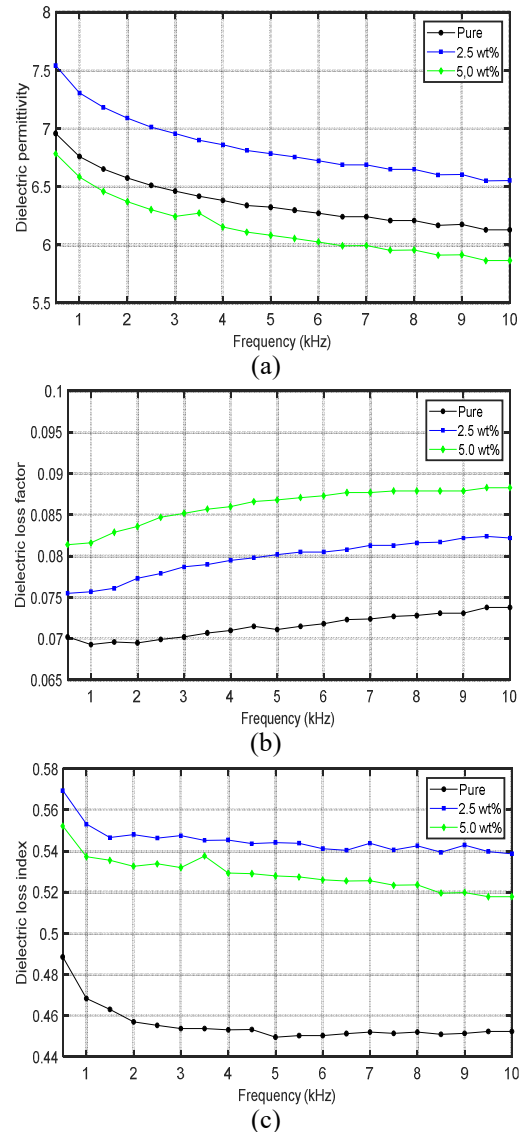 8
7.5
7
6.5
6
5.5
Dielectric permittivity
Pure
2.5 wt%
5,0 wt%
1 2 3 4 5 6 7 8 9 10
Frequency (kHz)
(a)
0.1
0.095
0.09
0.085
0.08
0.075
0.07
0.065
Dielectric loss factor
Pure
2.5 wt%
5.0 wt%
1 2 3 4 5 6 7 8 9 10
Frequency (kHz)
(b)
0.58
0.56
0.54
0.52
0.5
0.48
0.46
0.44
Dielectric loss index
Pure
2.5 wt%
5.0 wt%
1 2 3 4 5 6 7 8 9 10
Frequency (kHz)
(c)